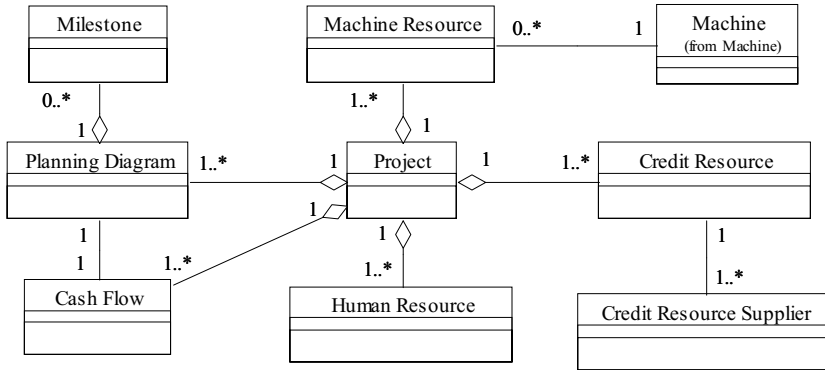 Milestone
Machine Resource
Machine
(from Machine)
0..*
1
0..*
1
1..*
1
Planning Diagram
1..*
1
Project
1
1..*
Credit Resource
1
1
1
1..*
1
1..*
1
1..*
Cash Flow
Human Resource
Credit Resource Supplier